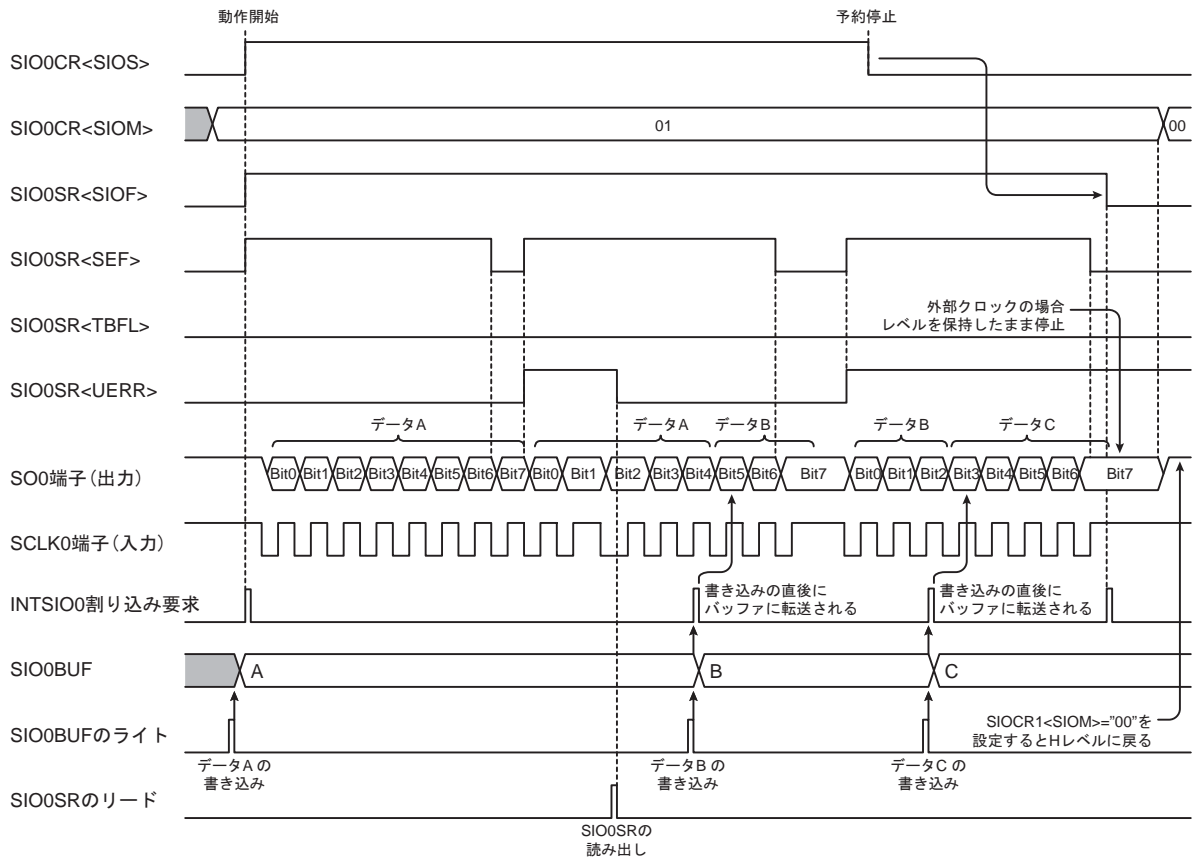 動作開始
予約停止
SIO0CR<SIOS>
SIO0CR<SIOM>
01
00
SIO0SR<SIOF>
SIO0SR<SEF>
外部クロックの場合
レベルを保持したまま停止
SIO0SR<TBFL>
SIO0SR<UERR>
データA
データA
データB
データB
データC
SO0端子(出力)
Bit0 Bit1 Bit2 Bit3 Bit4 Bit5 Bit6 Bit7 Bit0 Bit1 Bit2 Bit3 Bit4 Bit5 Bit6 Bit7 Bit0 Bit1 Bit2 Bit3 Bit4 Bit5 Bit6 Bit7
SCLK0端子(入力)
INTSIO0割り込み要求
書き込みの直後に
バッファに転送される
書き込みの直後に
バッファに転送される
SIO0BUF
A
B
C
SIO0BUFのライト
SIOCR1<SIOM>="00"を
設定するとHレベルに戻る
データA の
書き込み
データB の
書き込み
データC の
書き込み
SIO0SRのリード
SIO0SRの
読み出し